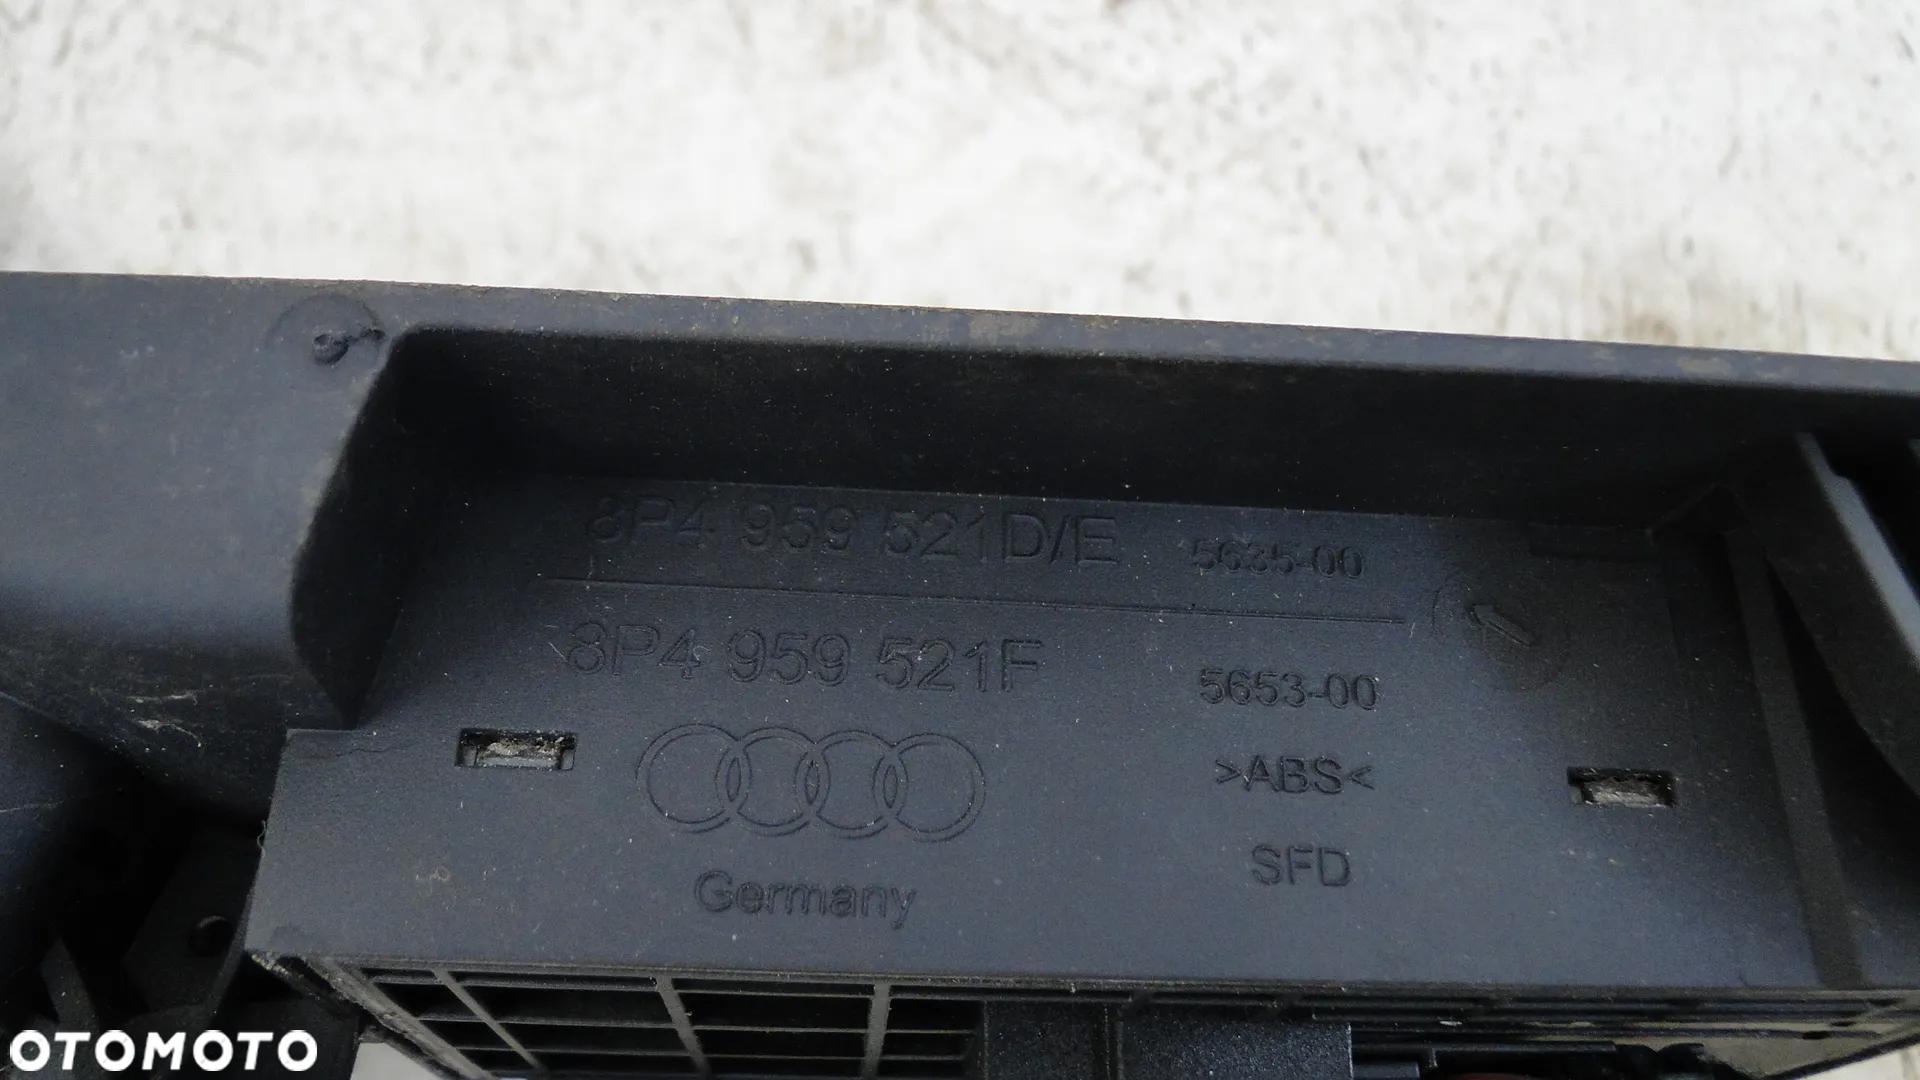 8P4 959 521D/E 5635-00
8P4 959 521F 5653-00
>ABS<
SFD
Germany
OTOMOTO